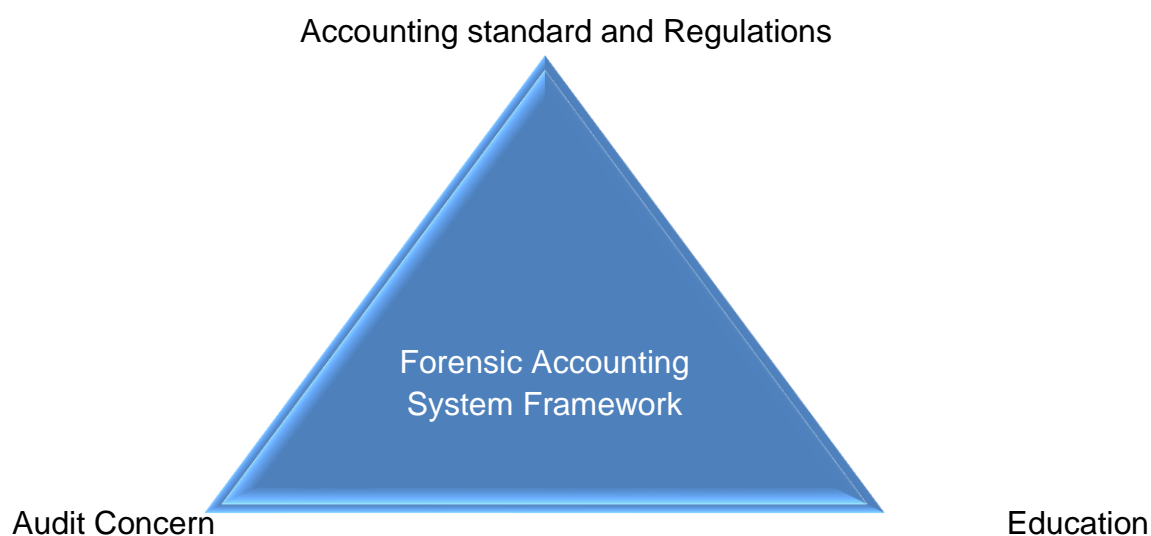 Accounting standard and Regulations
Forensic Accounting
System Framework
Audit Concern
Education